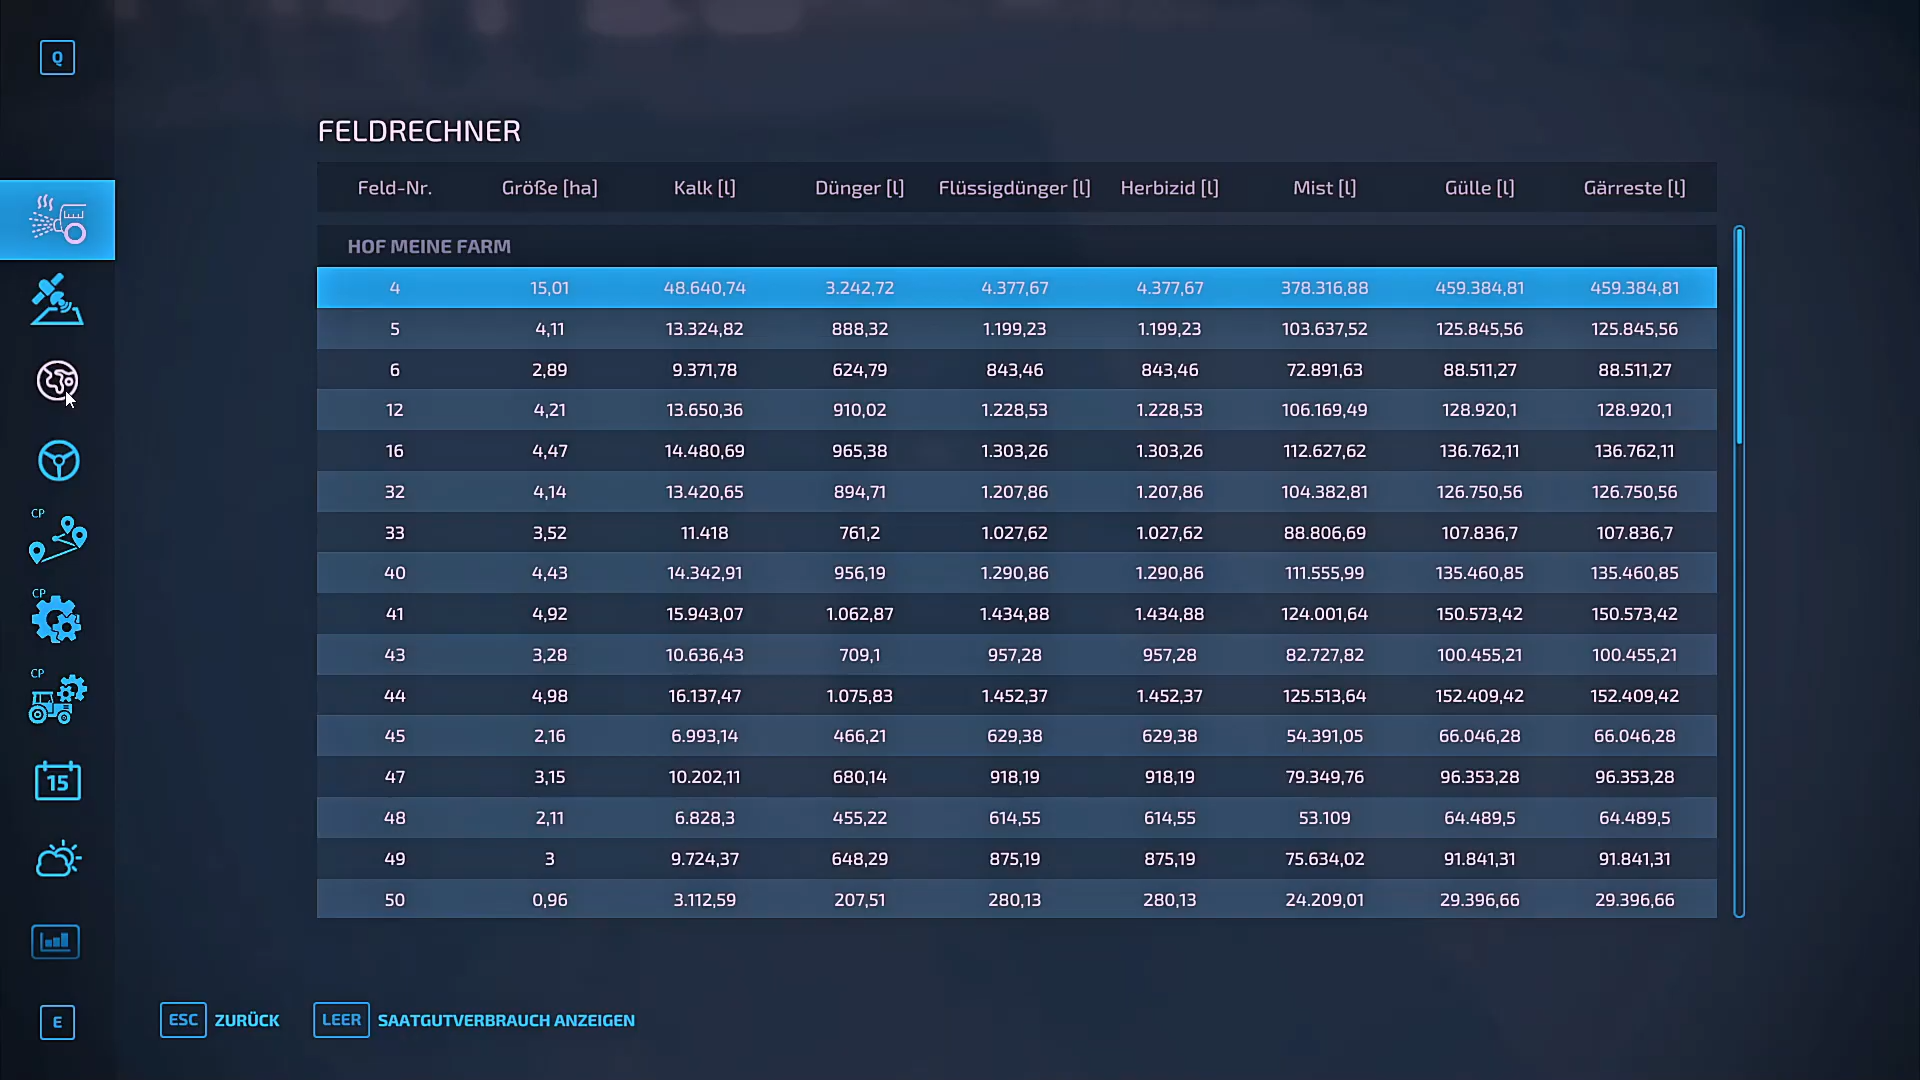 Q
FELDRECHNER
Feld-Nr. Größe [ha] Kalk [l] Dünger [l] Flüssigdünger [l] Herbizid [l] Mist [l] Gülle [l] Gärreste [l]
HOF MEINE FARM
4 15,01 48.640,74 3.242,72 4.377,67 4.377,67 378.316,88 459.384,81 459.384,81
5 4,11 13.324,82 888,32 1.199,23 1.199,23 103.637,52 125.845,56 125.845,56
6 2,89 9.371,78 624,79 843,46 843,46 72.891,63 88.511,27 88.511,27
12 4,21 13.650,36 910,02 1.228,53 1.228,53 106.169,49 128.920,1 128.920,1
16 4,47 14.480,69 965,38 1.303,26 1.303,26 112.627,62 136.762,11 136.762,11
32 4,14 13.420,65 894,71 1.207,86 1.207,86 104.382,81 126.750,56 126.750,56
33 3,52 11.418 761,2 1.027,62 1.027,62 88.806,69 107.836,7 107.836,7
CP
40 4,43 14.342,91 956,19 1.290,86 1.290,86 111.555,99 135.460,85 135.460,85
CP
41 4,92 15.943,07 1.062,87 1.434,88 1.434,88 124.001,64 150.573,42 150.573,42
43 3,28 10.636,43 709,1 957,28 957,28 82.727,82 100.455,21 100.455,21
CP
44 4,98 16.137,47 1.075,83 1.452,37 1.452,37 125.513,64 152.409,42 152.409,42
45 2,16 6.993,14 466,21 629,38 629,38 54.391,05 66.046,28 66.046,28
47 3,15 10.202,11 680,14 918,19 918,19 79.349,76 96.353,28 96.353,28
15
48 2,11 6.828,3 455,22 614,55 614,55 53.109 64.489,5 64.489,5
49 3 9.724,37 648,29 875,19 875,19 75.634,02 91.841,31 91.841,31
50 0,96 3.112,59 207,51 280,13 280,13 24.209,01 29.396,66 29.396,66
E
ESC ZURÜCK LEER SAATGUTVERBRAUCH ANZEIGEN